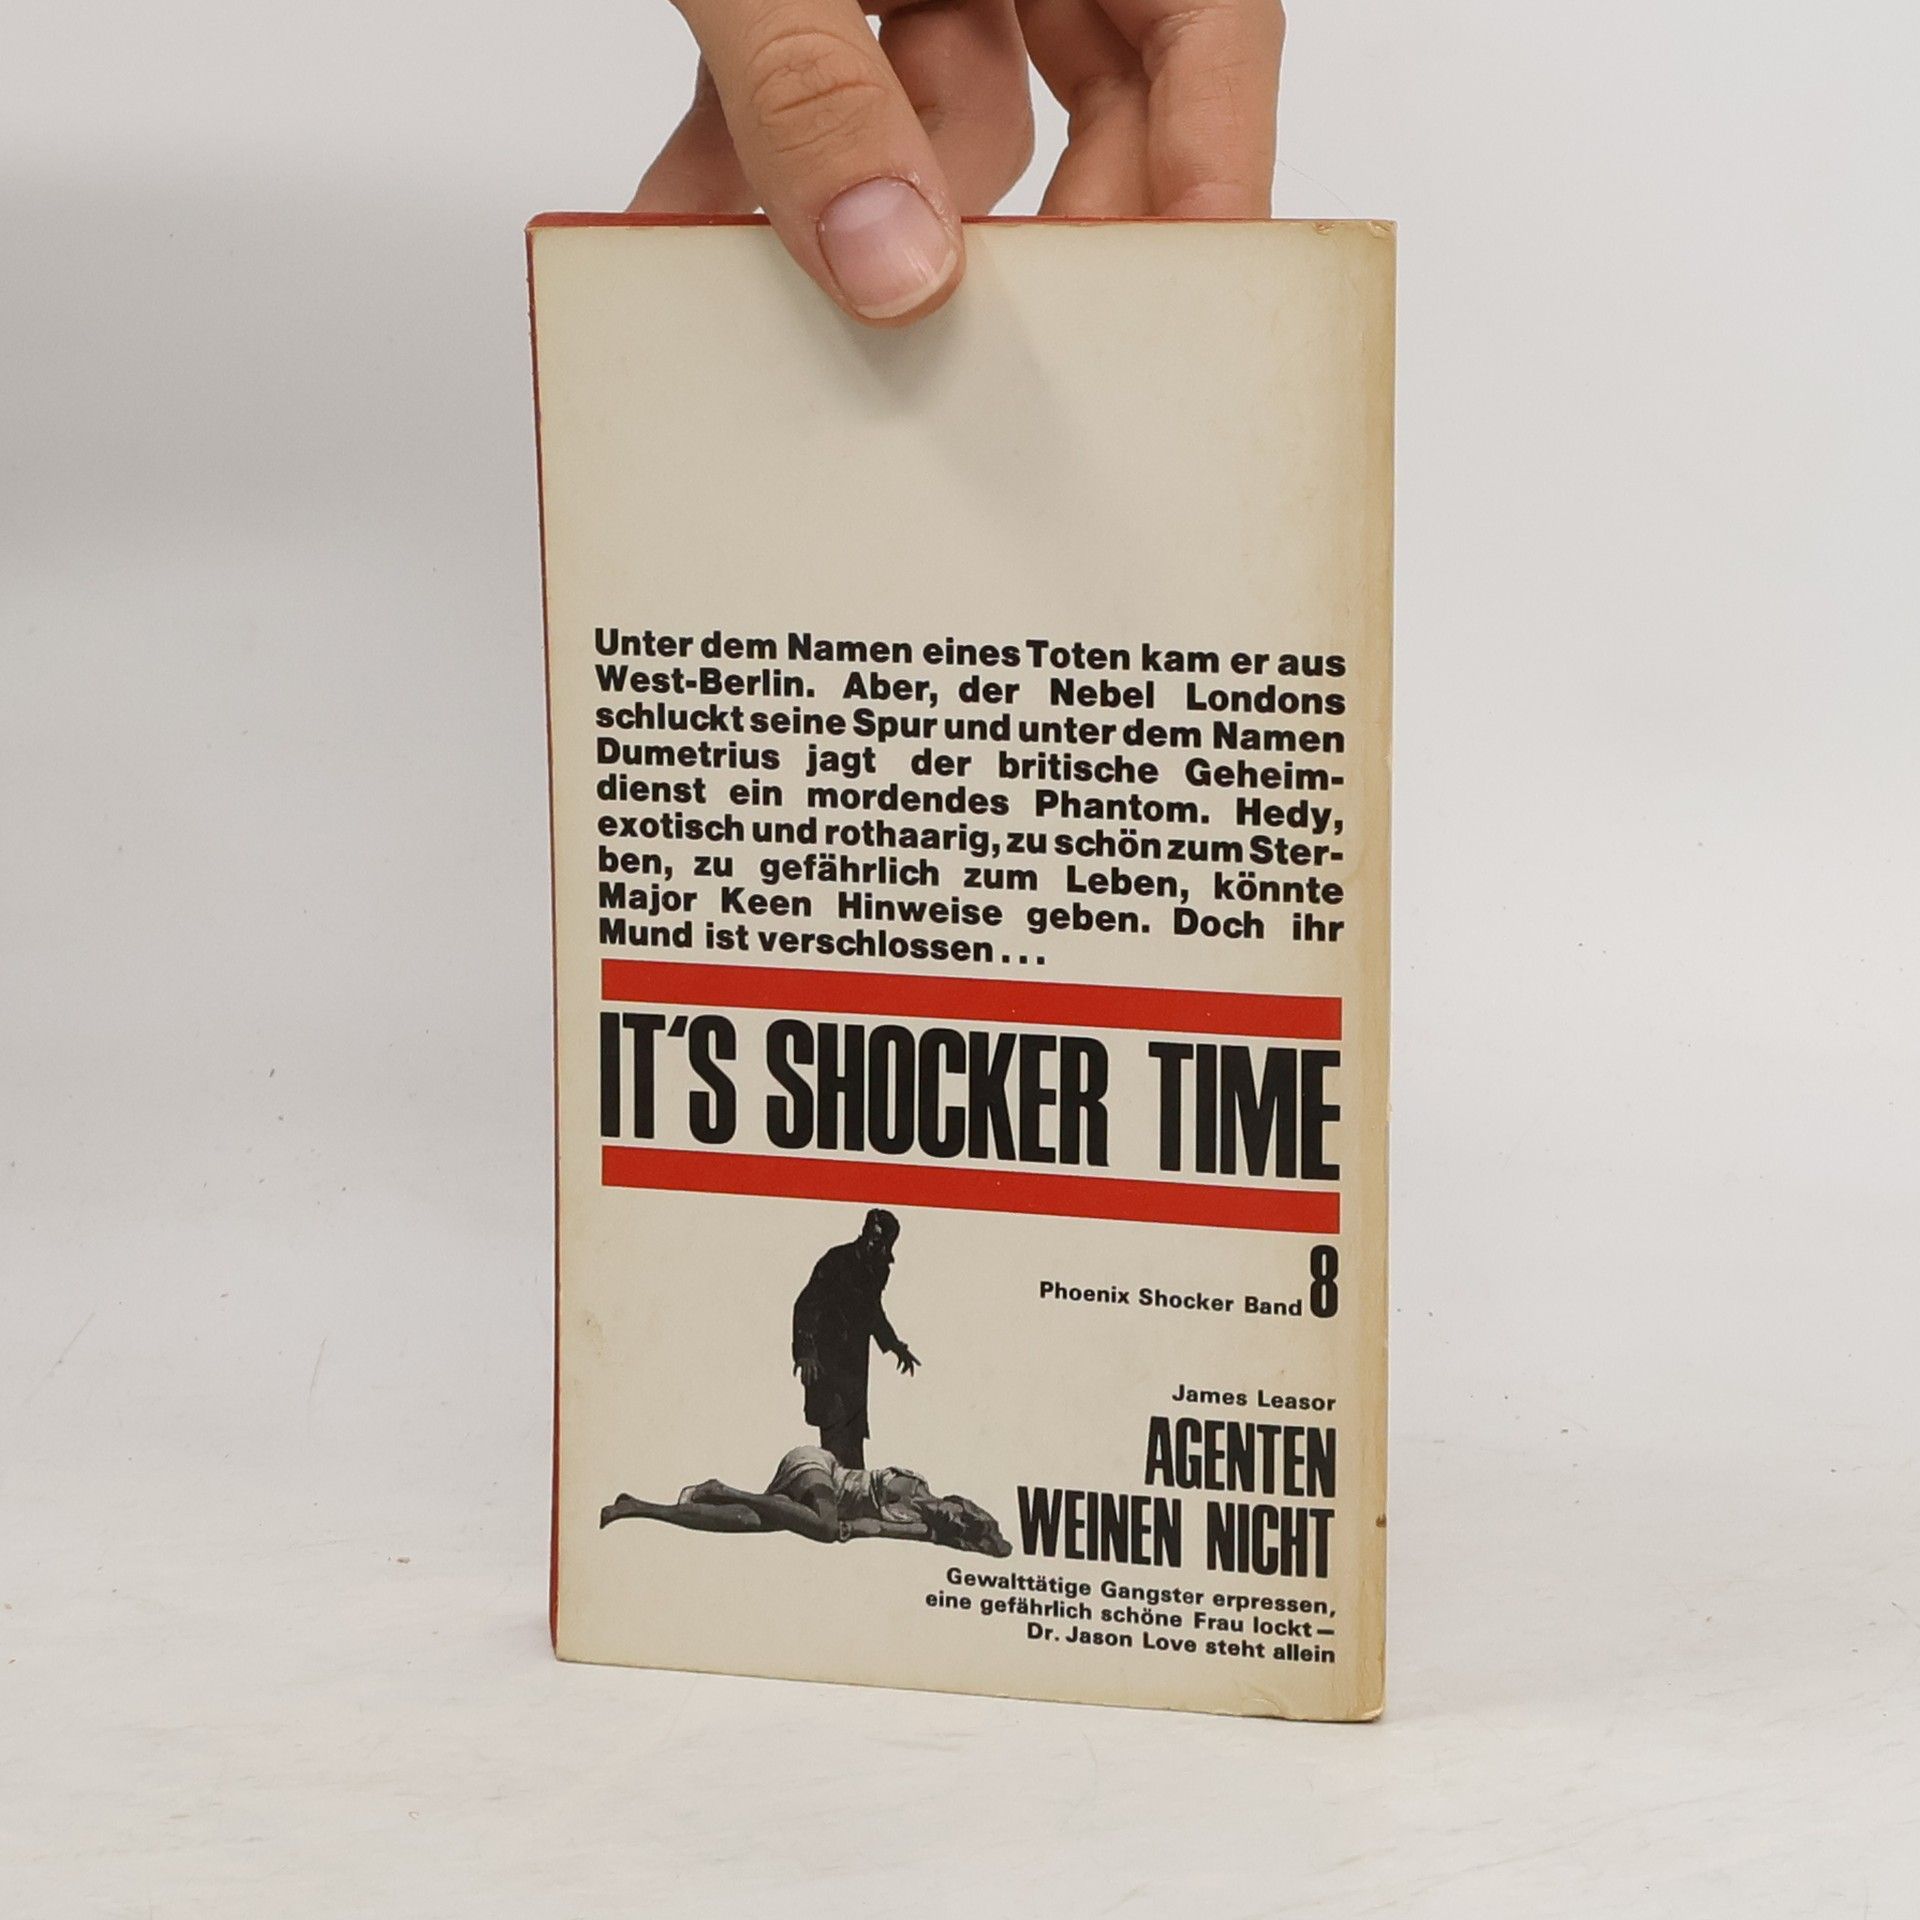 Unter dem Namen eines Toten kam er aus
West-Berlin. Aber, der Nebel Londons
schluckt seine Spur und unter dem Namen
Dumetrius jagt der britische Geheim-
dienst ein mordendes Phantom. Hedy,
exotisch und rothaarig, zu schön zum Ster-
ben, zu gefährlich zum Leben, könnte
Major Keen Hinweise geben. Doch ihr
Mund ist verschlossen...
IT'S SHOCKER TIME
Phoenix Shocker Band 8
James Leasor
AGENTEN
WEINEN NICHT
Gewalttätige Gangster erpressen,
eine gefährlich schöne Frau lockt—
Dr. Jason Love steht allein